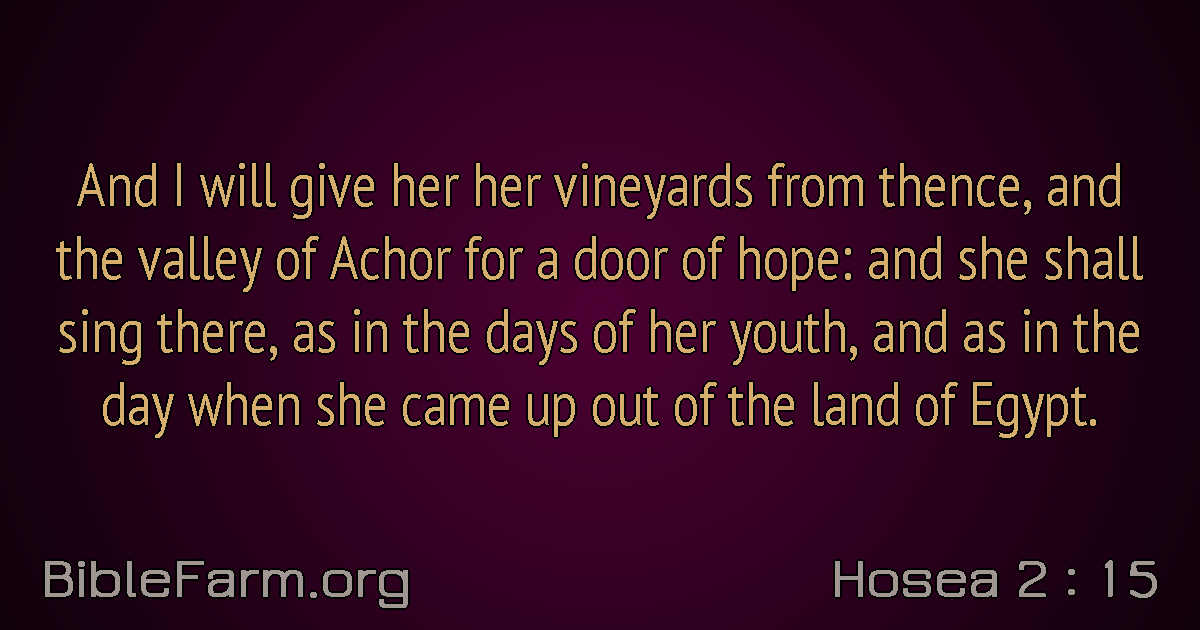 And I will give her her vineyards from thence, and
the valley of Achor for a door of hope: and she shall
sing there, as in the days of her youth, and as in the
day when she came up out of the land of Egypt.
BibleFarm.org
Hosea 2 : 15